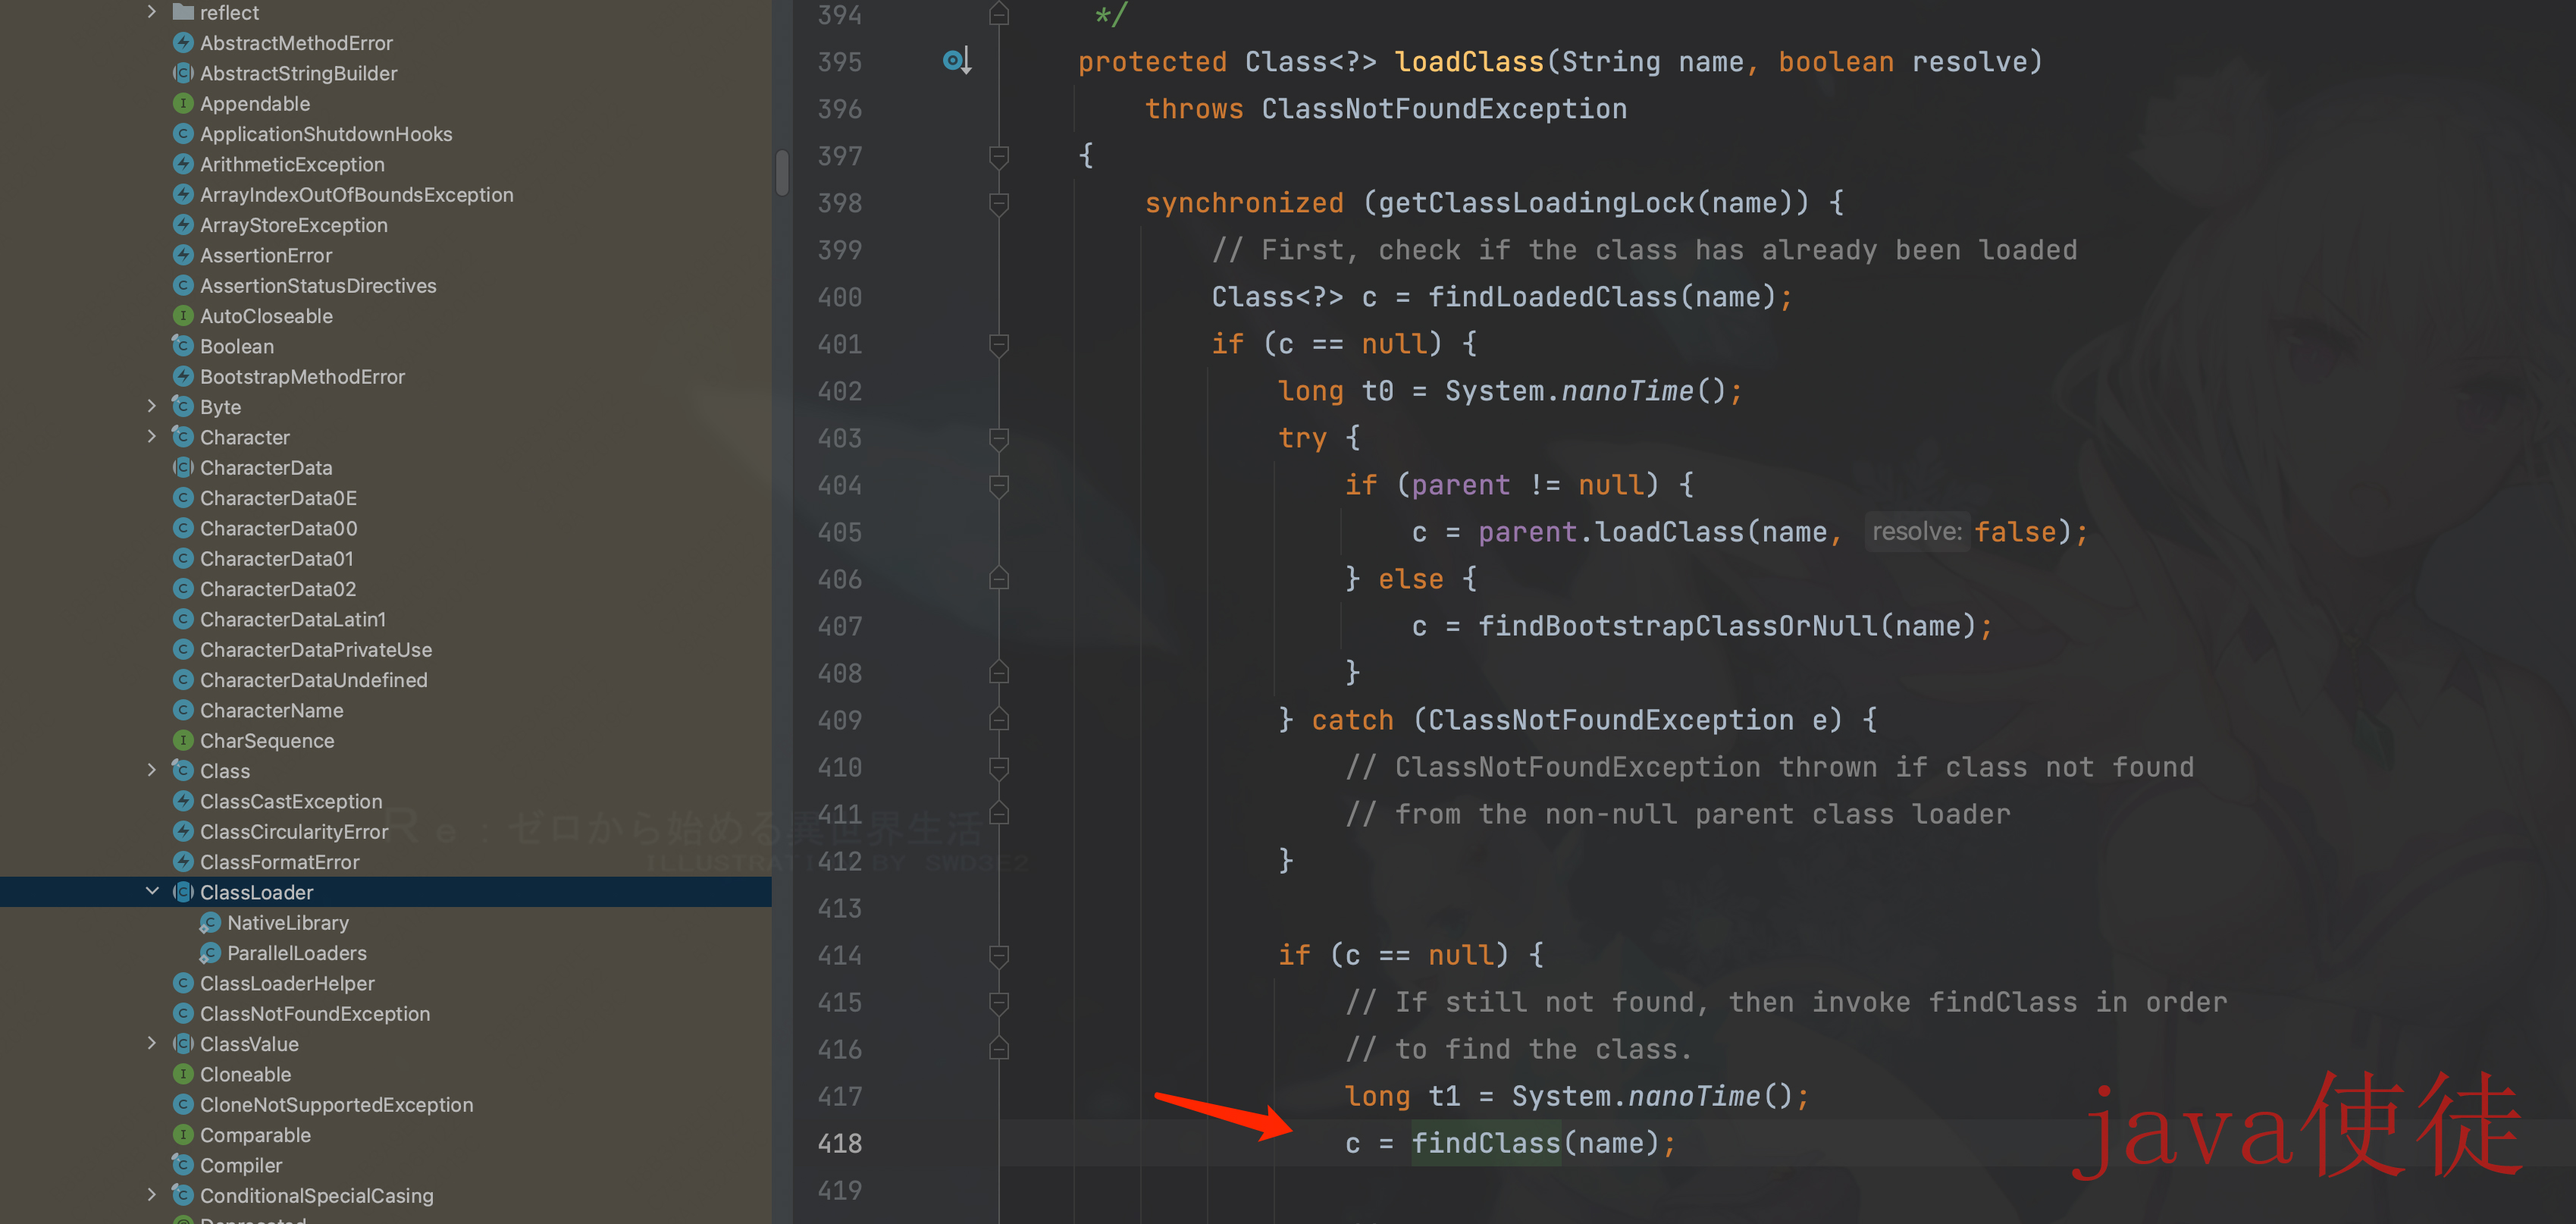 reflect
AbstractMethodError
AbstractStringBuilder
Appendable
ApplicationShutdownHooks
ArithmeticException
ArrayIndexOutOfBoundsException
ArrayStoreException
AssertionError
AssertionStatusDirectives
AutoCloseable
Boolean
BootstrapMethodError
Byte
Character
CharacterData
CharacterData0E
CharacterData00
CharacterData01
CharacterData02
CharacterDataLatin1
CharacterDataPrivateUse
CharacterDataUndefined
CharacterName
CharSequence
Class
ClassCastException
ClassCircularityError
ClassFormatError
ClassLoader
NativeLibrary
ParallelLoaders
ClassLoaderHelper
ClassNotFoundException
ClassValue
Cloneable
CloneNotSupportedException
Comparable
Compiler
ConditionalSpecialCasing
Deprecated
Re:ゼロから始める異世界生活
ILLUSTRATION BY SWD3E2
394 */
395 protected Class<?> loadClass(String name, boolean resolve)
396 throws ClassNotFoundException
397 {
398 synchronized (getClassLoadingLock(name)) {
399 // First, check if the class has already been loaded
400 Class<?> c = findLoadedClass(name);
401 if (c == null) {
402 long t0 = System.nanoTime();
403 try {
404 if (parent != null) {
405 c = parent.loadClass(name, resolve: false);
406 } else {
407 c = findBootstrapClassOrNull(name);
408 }
409 } catch (ClassNotFoundException e) {
410 // ClassNotFoundException thrown if class not found
411 // from the non-null parent class loader
412 }
413
414 if (c == null) {
415 // If still not found, then invoke findClass in order
416 // to find the class.
417 long t1 = System.nanoTime();
418 c = findClass(name);
419
java使徒